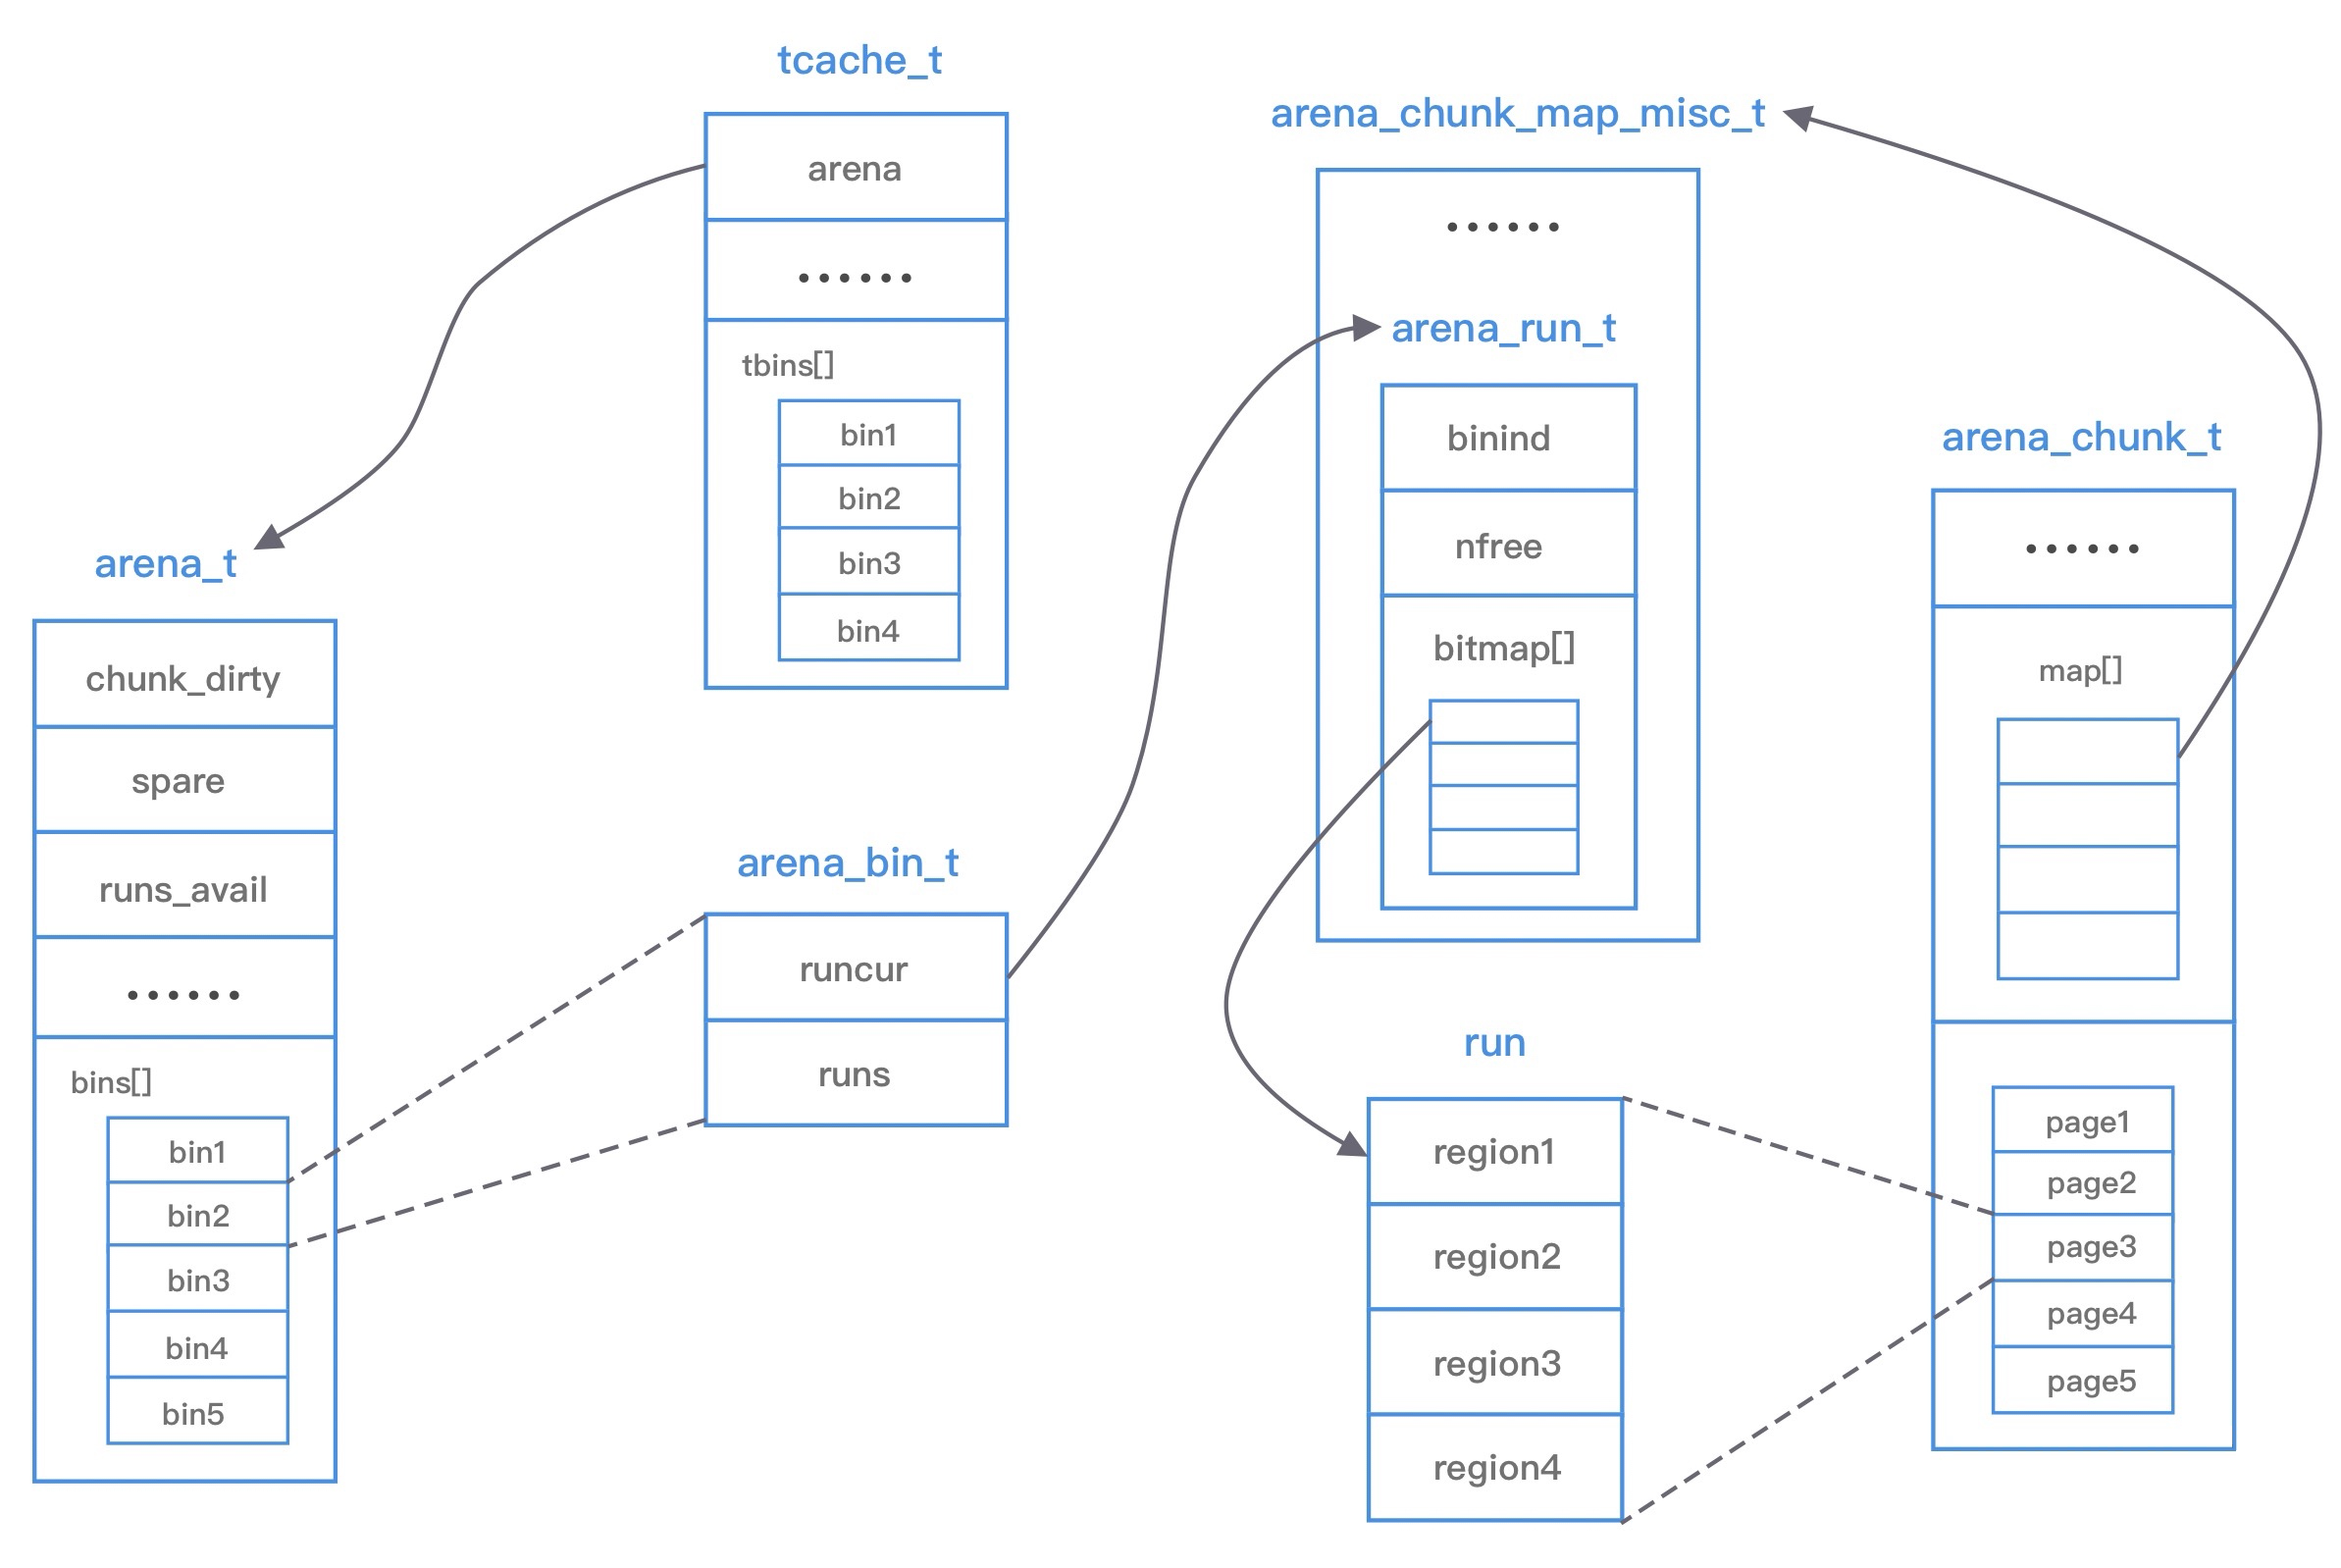 tcache_t
arena
......
tbins[]
bin1
bin2
bin3
bin4
arena_t
chunk_dirty
spare
runs_avail
......
bins[]
bin1
bin2
bin3
bin4
bin5
arena_bin_t
runcur
runs
arena_chunk_map_misc_t
......
arena_run_t
binind
nfree
bitmap[]
run
region1
region2
region3
region4
arena_chunk_t
......
map[]
page1
page2
page3
page4
page5